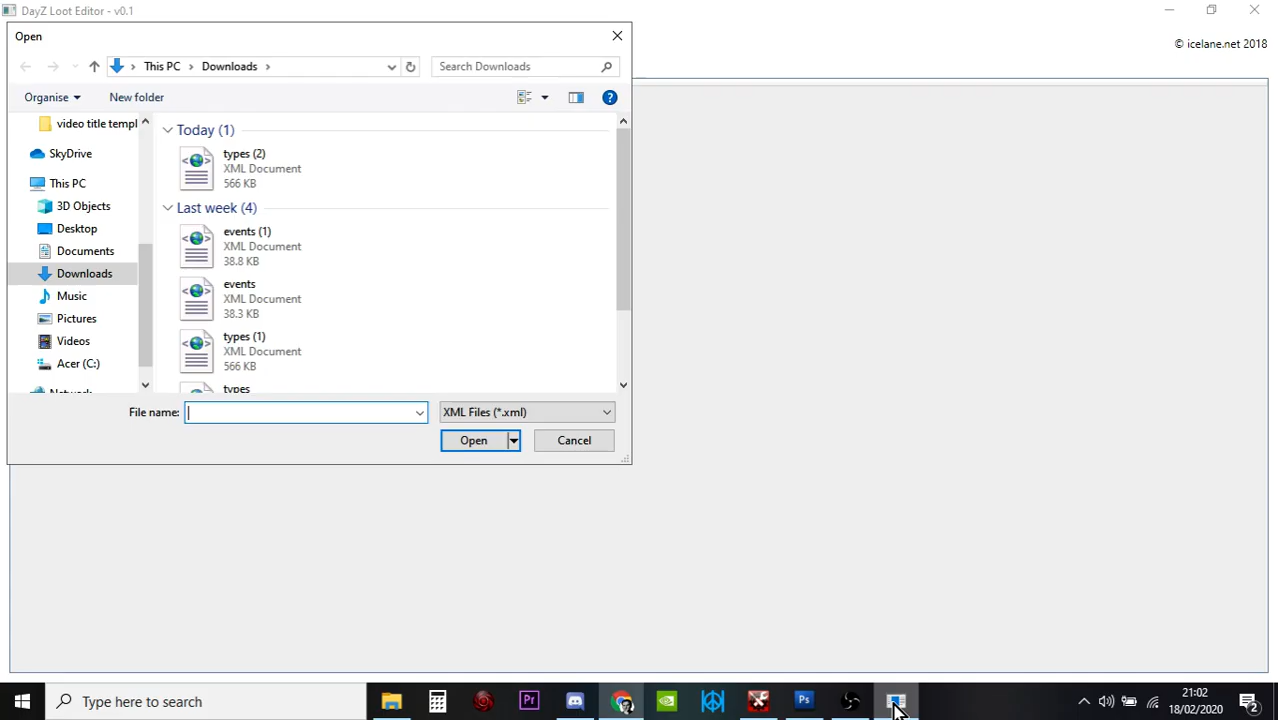 DayZ Loot Editor - v0.1
Open
© icelane.net 2018
This PC
Downloads
Search Downloads
Organise
New folder
video title templ
SkyDrive
This PC
3D Objects
Desktop
Documents
Downloads
Music
Pictures
Videos
Acer (C:)
Network
Today (1)
types (2)
XML Document
566 KB
Last week (4)
events (1)
XML Document
38.8 KB
events
XML Document
38.3 KB
types (1)
XML Document
566 KB
types
File name:
XML Files (*.xml)
Open
Cancel
Type here to search
Pr
Ps
21:02
18/02/2020
2